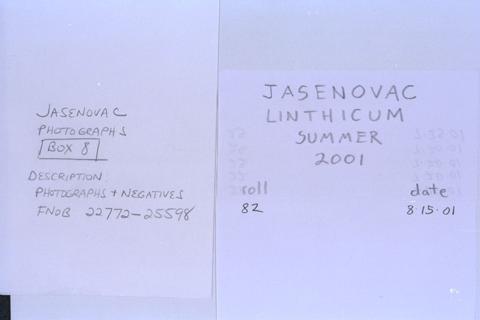 JASENOVAC
PHOTOGRAPHS
BOX 8
DESCRIPTION:
PHOTOGRAPHS + NEGATIVES
FNOB 22772-25598
JASENOVAC
LINTHICUM
SUMMER
2001
roll date
82 8.15.01